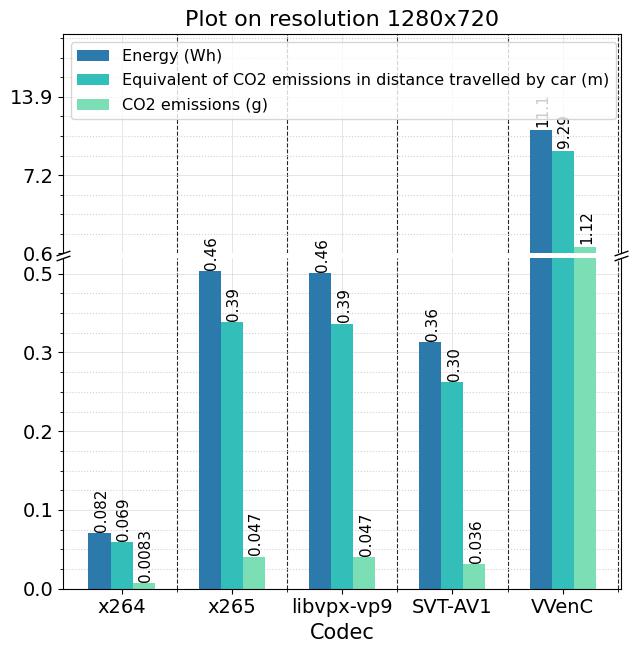 Plot on resolution 1280x720
Energy (Wh)
Equivalent of CO2 emissions in distance travelled by car (m)
CO2 emissions (g)
13.9
7.2
0.6
0.5
0.3
0.2
0.1
0.0
0.082
0.069
0.0083
0.46
0.39
0.047
0.46
0.39
0.047
0.36
0.30
0.036
11.1
9.29
1.12
x264
x265
libvpx-vp9
SVT-AV1
VVenC
Codec